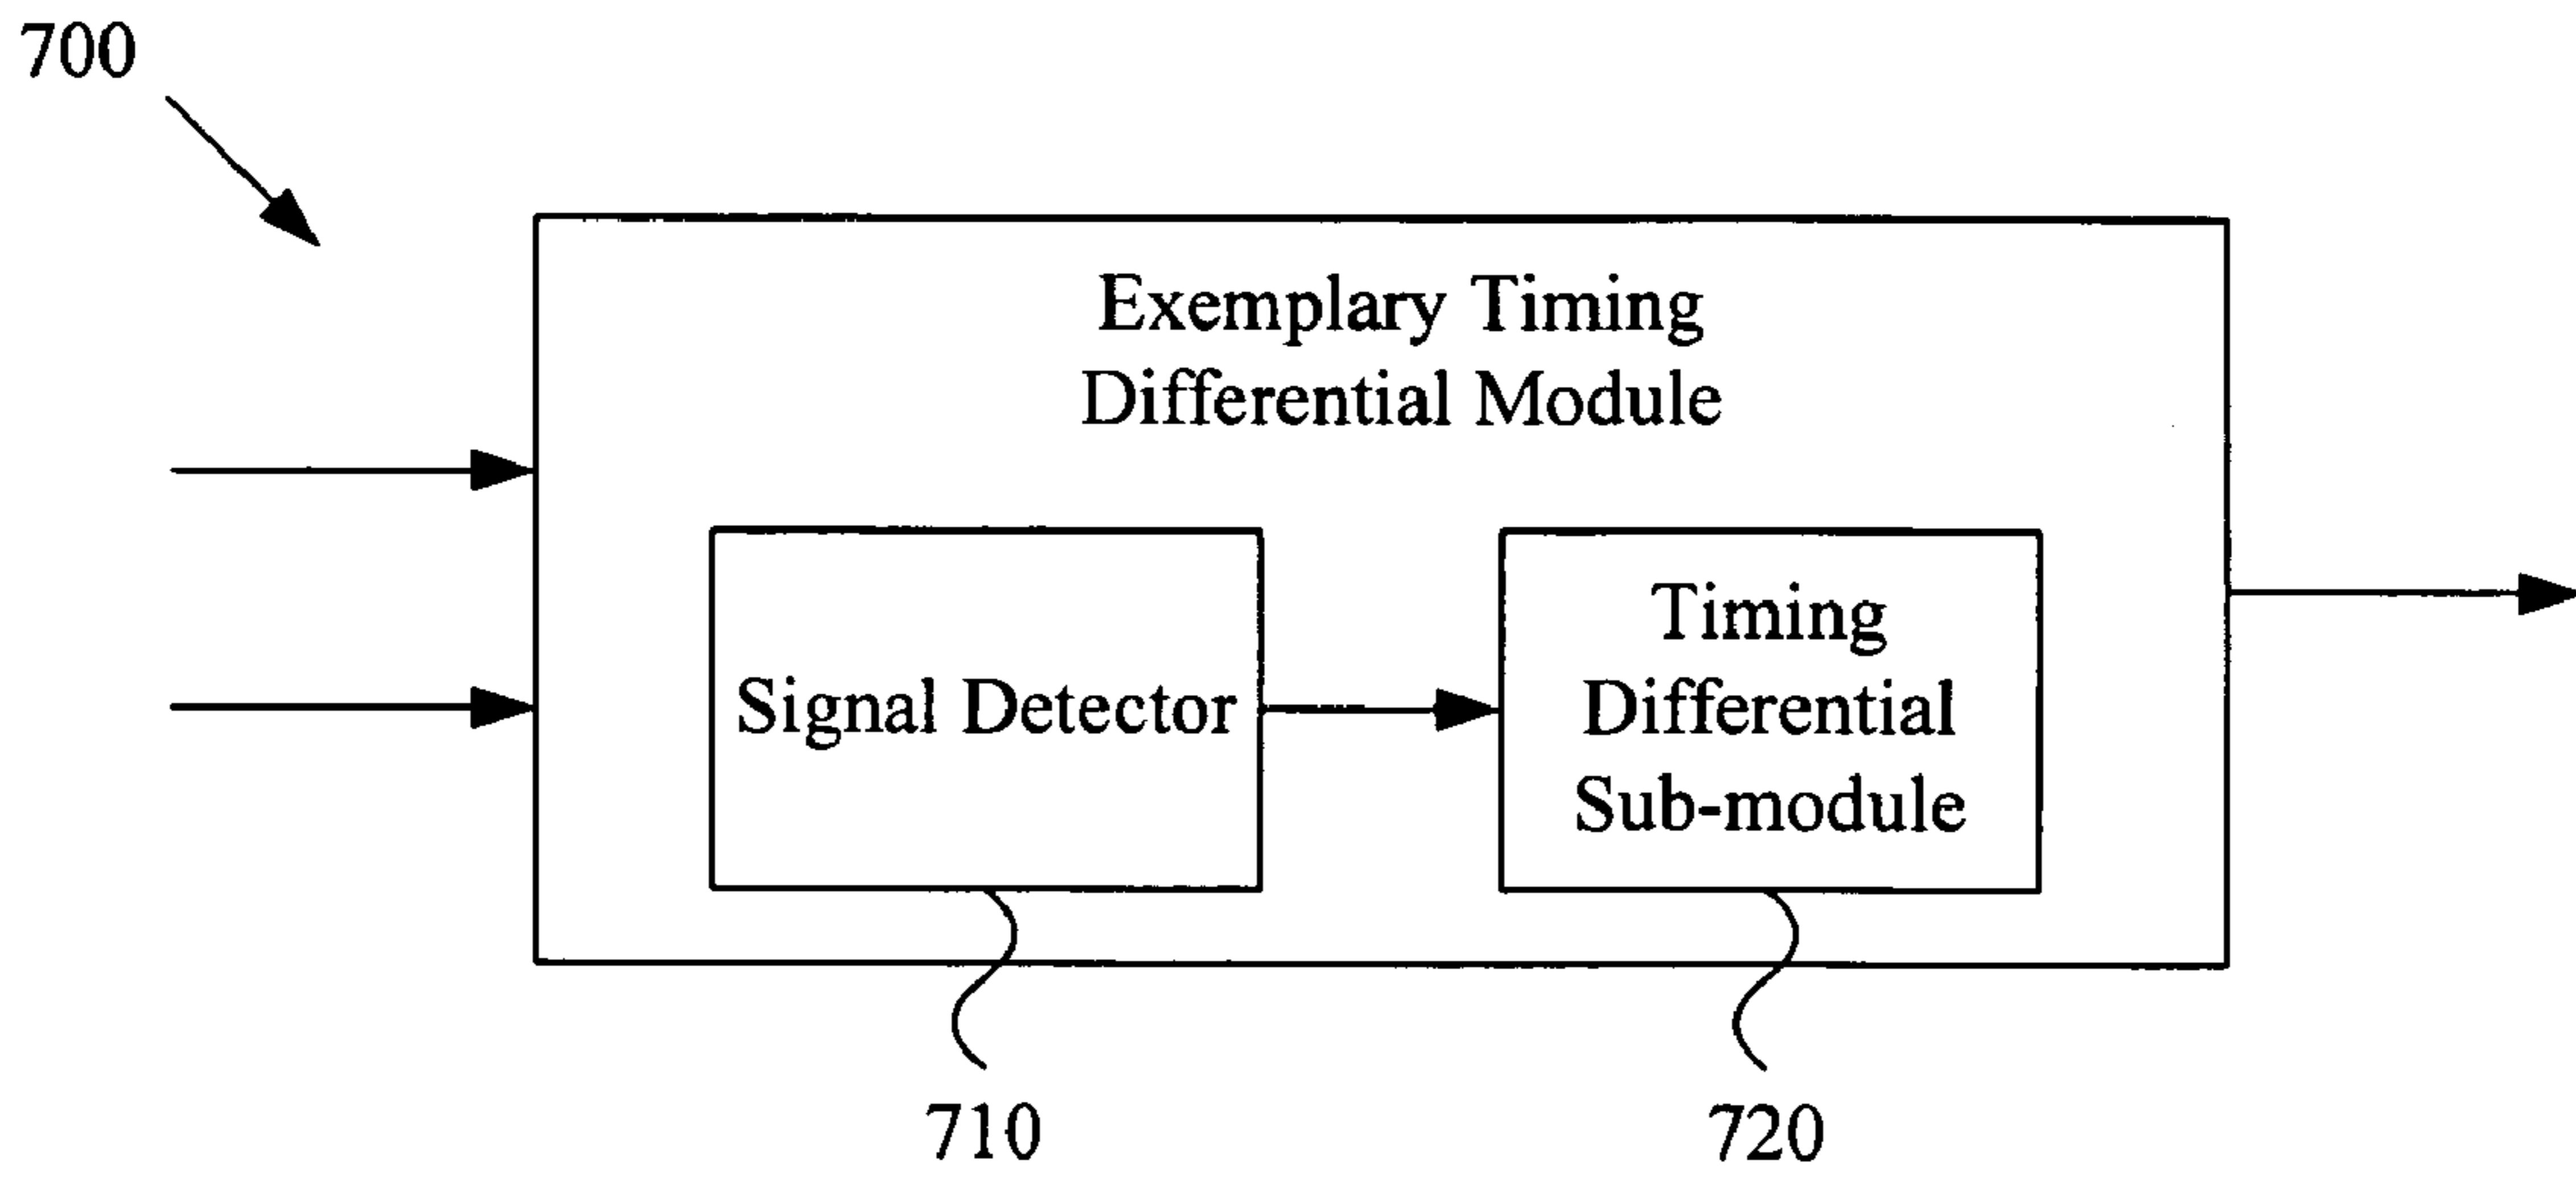 700
Exemplary Timing
Differential Module
Signal Detector
Timing
Differential
Sub-module
710
720